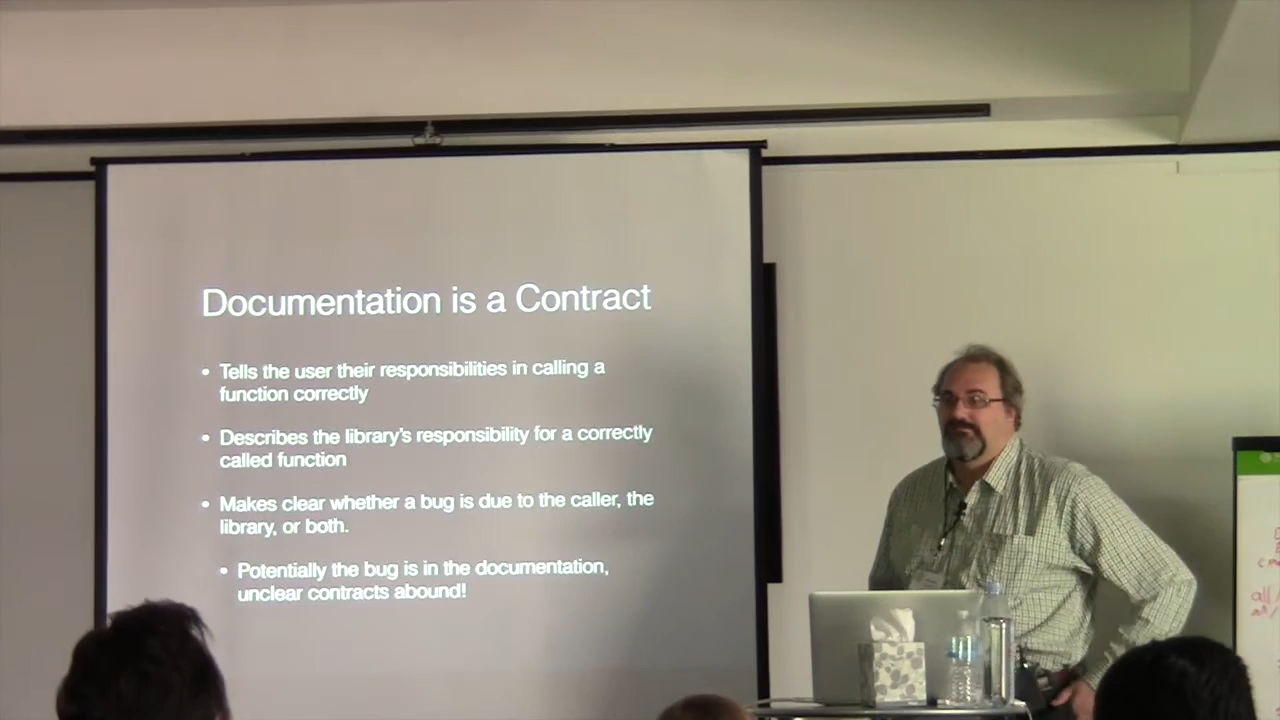 Documentation is a Contract
• Tells the user their responsibilities in calling a
function correctly
• Describes the library's responsibility for a correctly
called function
• Makes clear whether a bug is due to the caller, the
library, or both.
• Potentially the bug is in the documentation,
unclear contracts abound!
all/